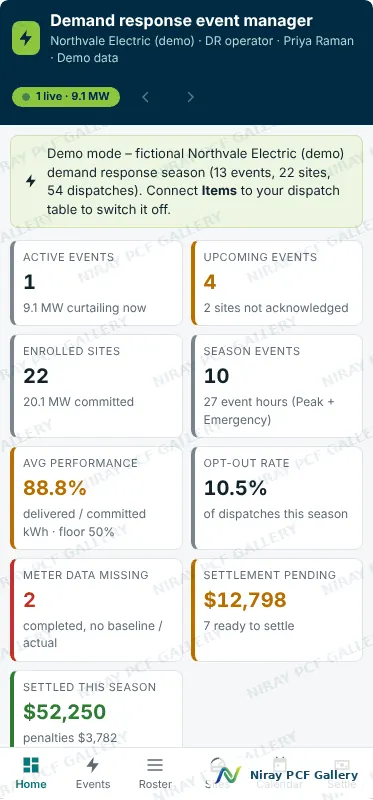 Demand response event manager
Northvale Electric (demo) · DR operator · Priya Raman
· Demo data
1 live · 9.1 MW
Demo mode – fictional Northvale Electric (demo)
demand response season (13 events, 22 sites,
54 dispatches). Connect Items to your dispatch
table to switch it off.
ACTIVE EVENTS
1
9.1 MW curtailing now
UPCOMING EVENTS
4
2 sites not acknowledged
ENROLLED SITES
22
20.1 MW committed
SEASON EVENTS
10
27 event hours (Peak +
Emergency)
AVG PERFORMANCE
88.8%
delivered / committed
kWh · floor 50%
OPT-OUT RATE
10.5%
of dispatches this season
METER DATA MISSING
2
completed, no baseline /
actual
SETTLEMENT PENDING
$12,798
7 ready to settle
SETTLED THIS SEASON
$52,250
penalties $3,782
Home
Events
Roster
Sites
Calendar
Settle
Niray PCF Gallery
NIRAY PCF GALLERY